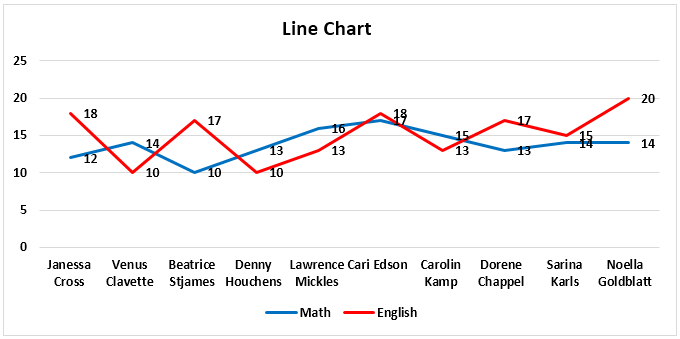 Line Chart
25
20
15
10
5
0
18 12
14 10
17 10
13 10
16 13
18 17
15 13
17 13
15 14
20 14
Janessa Cross
Venus Clavette
Beatrice Stjames
Denny Houchens
Lawrence Mickles
Cari Edson
Carolin Kamp
Dorene Chappel
Sarina Karls
Noella Goldblatt
Math English